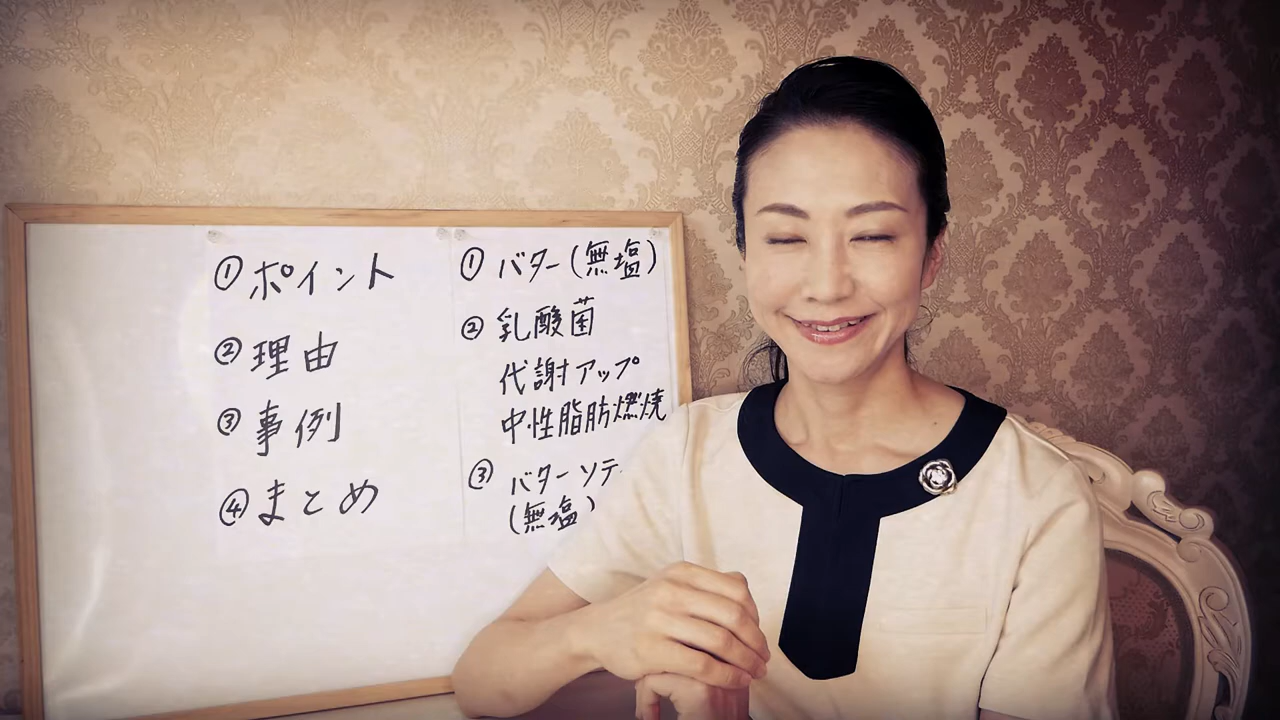 ①ポイント
②理由
③事例
④まとめ
①バター(無塩)
②乳酸菌
代謝アップ
中性脂肪燃焼
③バターソテ
(無塩)